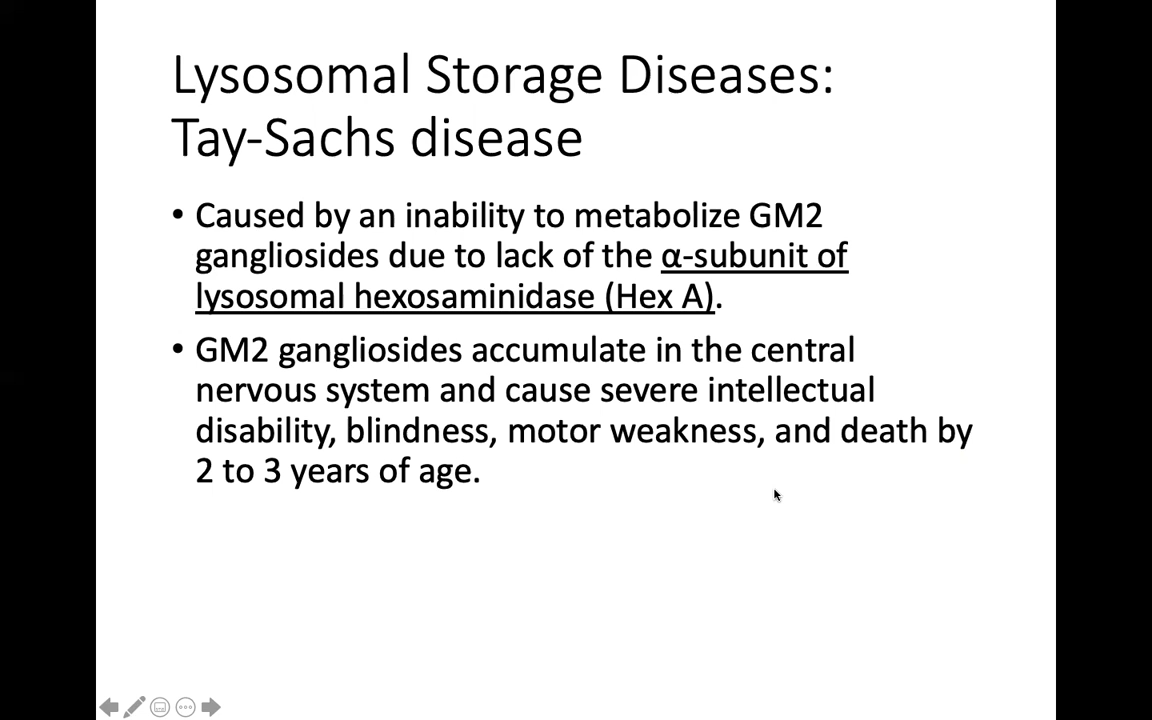 Lysosomal Storage Diseases:
Tay-Sachs disease
• Caused by an inability to metabolize GM2
gangliosides due to lack of the α-subunit of
lysosomal hexosaminidase (Hex A).
• GM2 gangliosides accumulate in the central
nervous system and cause severe intellectual
disability, blindness, motor weakness, and death by
2 to 3 years of age.